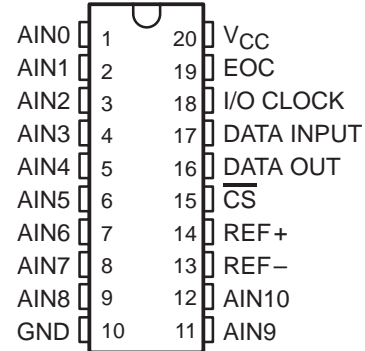 AIN0 1 20 VCC
AIN1 2 19 EOC
AIN2 3 18 I/O CLOCK
AIN3 4 17 DATA INPUT
AIN4 5 16 DATA OUT
AIN5 6 15 C̅S̅
AIN6 7 14 REF+
AIN7 8 13 REF–
AIN8 9 12 AIN10
GND 10 11 AIN9